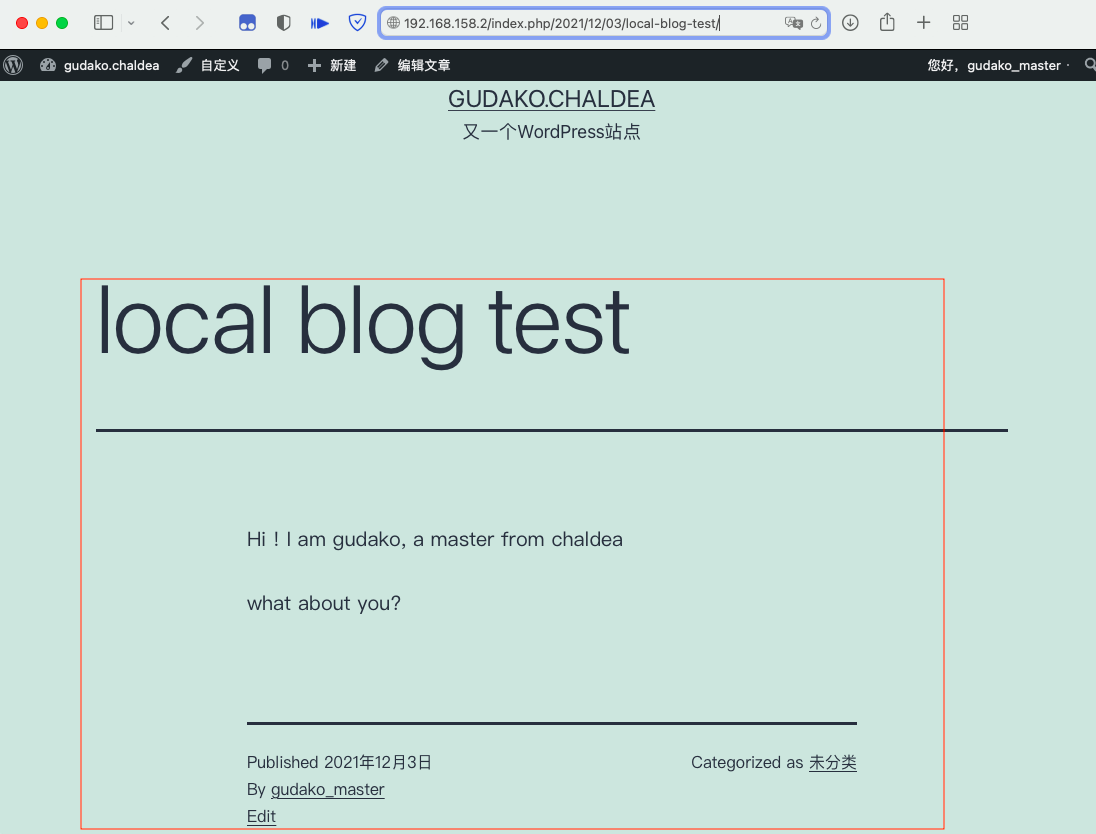 192.168.158.2/index.php/2021/12/03/local-blog-test/
gudako.chaldea 自定义 0 新建 编辑文章 您好，gudako_master
GUDAKO.CHALDEA
又一个WordPress站点
local blog test
Hi ! I am gudako, a master from chaldea
what about you?
Published 2021年12月3日 Categorized as 未分类
By gudako_master
Edit